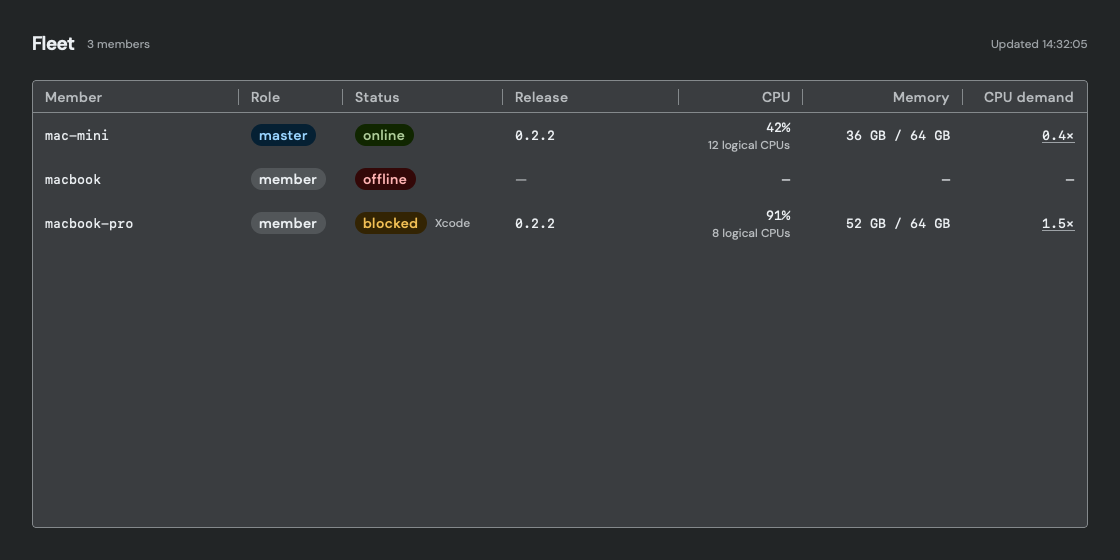 Fleet 3 members Updated 14:32:05
Member Role Status Release CPU Memory CPU demand
mac-mini master online 0.2.2 42% 36 GB / 64 GB 0.4×
12 logical CPUs
macbook member offline — — — —
macbook-pro member blocked Xcode 0.2.2 91% 52 GB / 64 GB 1.5×
8 logical CPUs